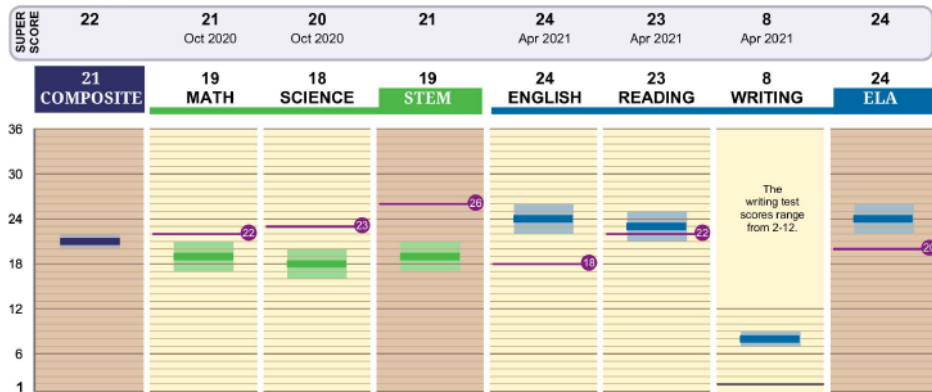 SUPER SCORE
22 21 20 21 24 23 8 24
Oct 2020 Oct 2020 Apr 2021 Apr 2021 Apr 2021
21 19 18 19 24 23 8 24
COMPOSITE MATH SCIENCE STEM ENGLISH READING WRITING ELA
36
30
26
24
23
22 22
20
18 18
12
6
1
The
writing test
scores range
from 2-12.